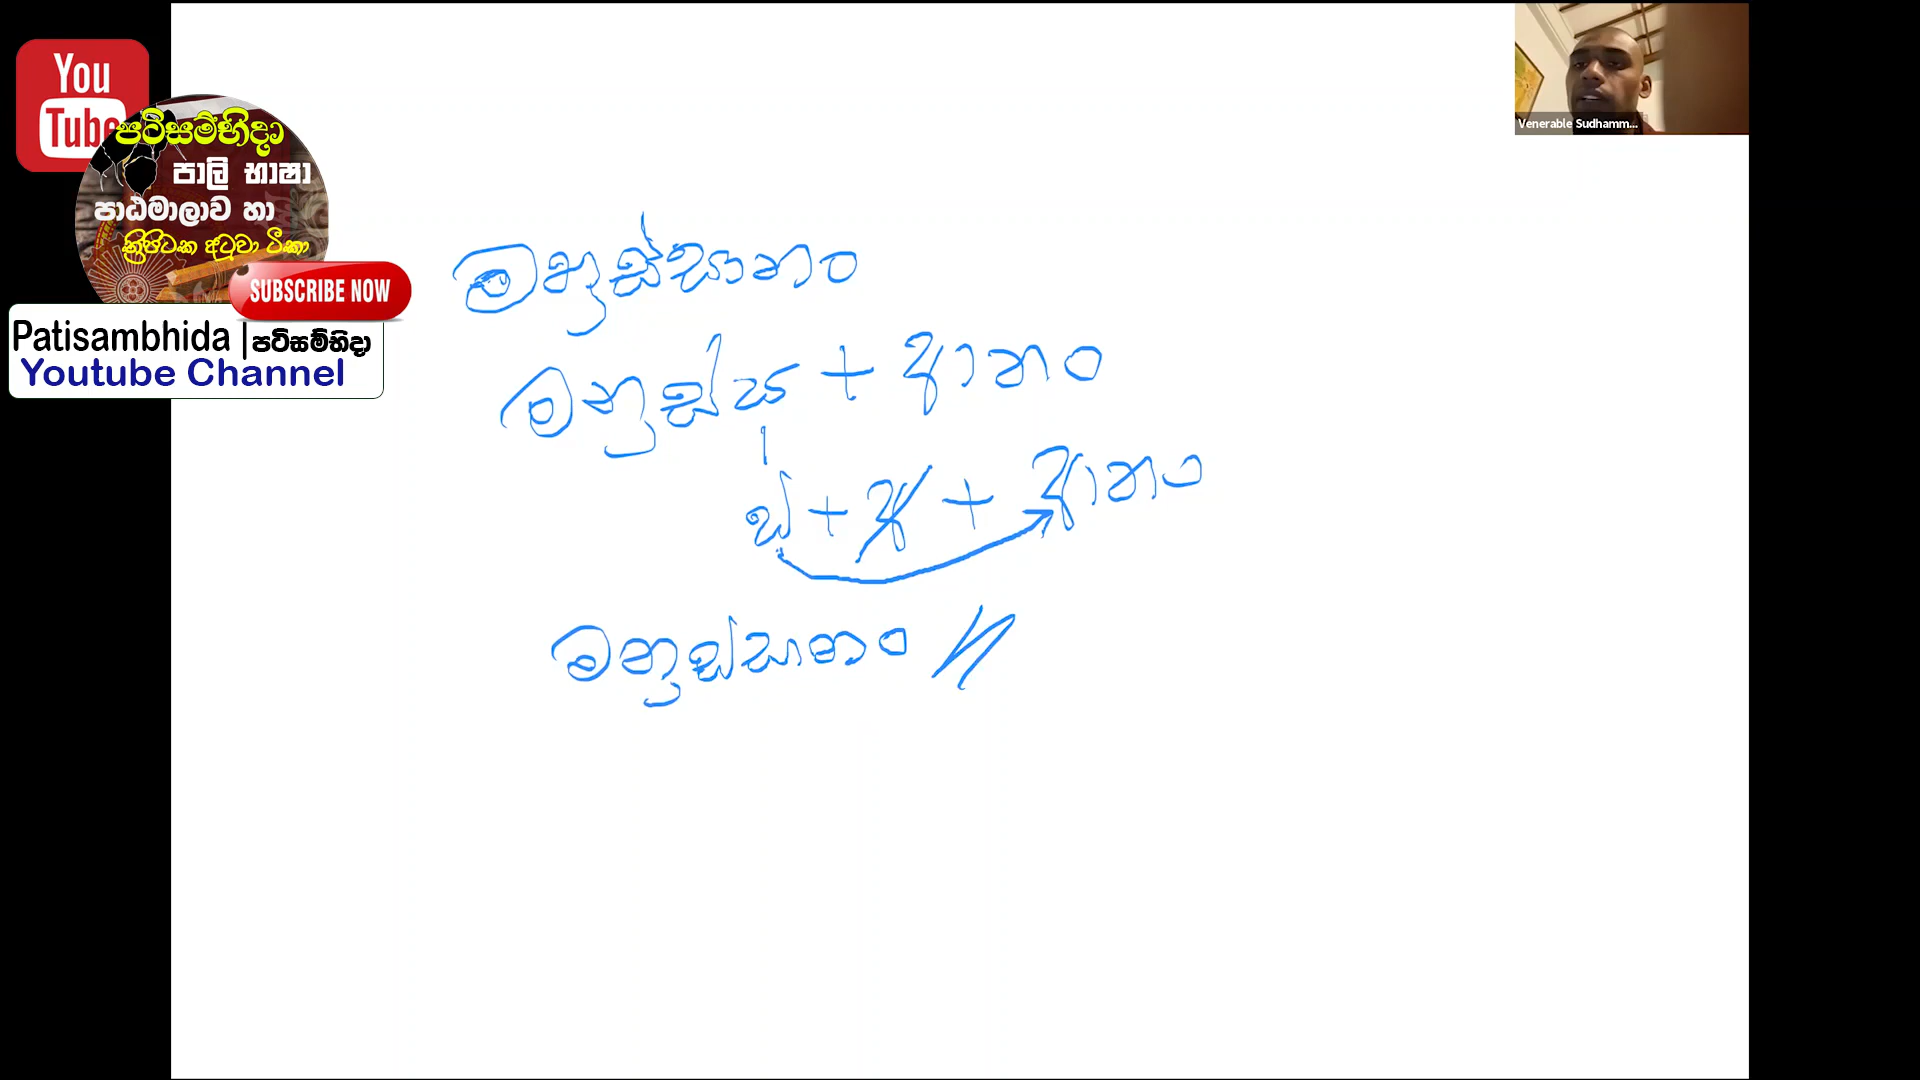 You
Tube
පටිසම්භිදා
පාලි භාෂා
පාඨමාලාව හා
ත්‍රිපිටක අටුවා ටීකා
SUBSCRIBE NOW
Patisambhida | පටිසම්භිදා
Youtube Channel
Venerable Sudhamm...
මනුස්සානං
මනුස්ස + ආනං
ස් + අ + ආනං
මනුස්සානං //